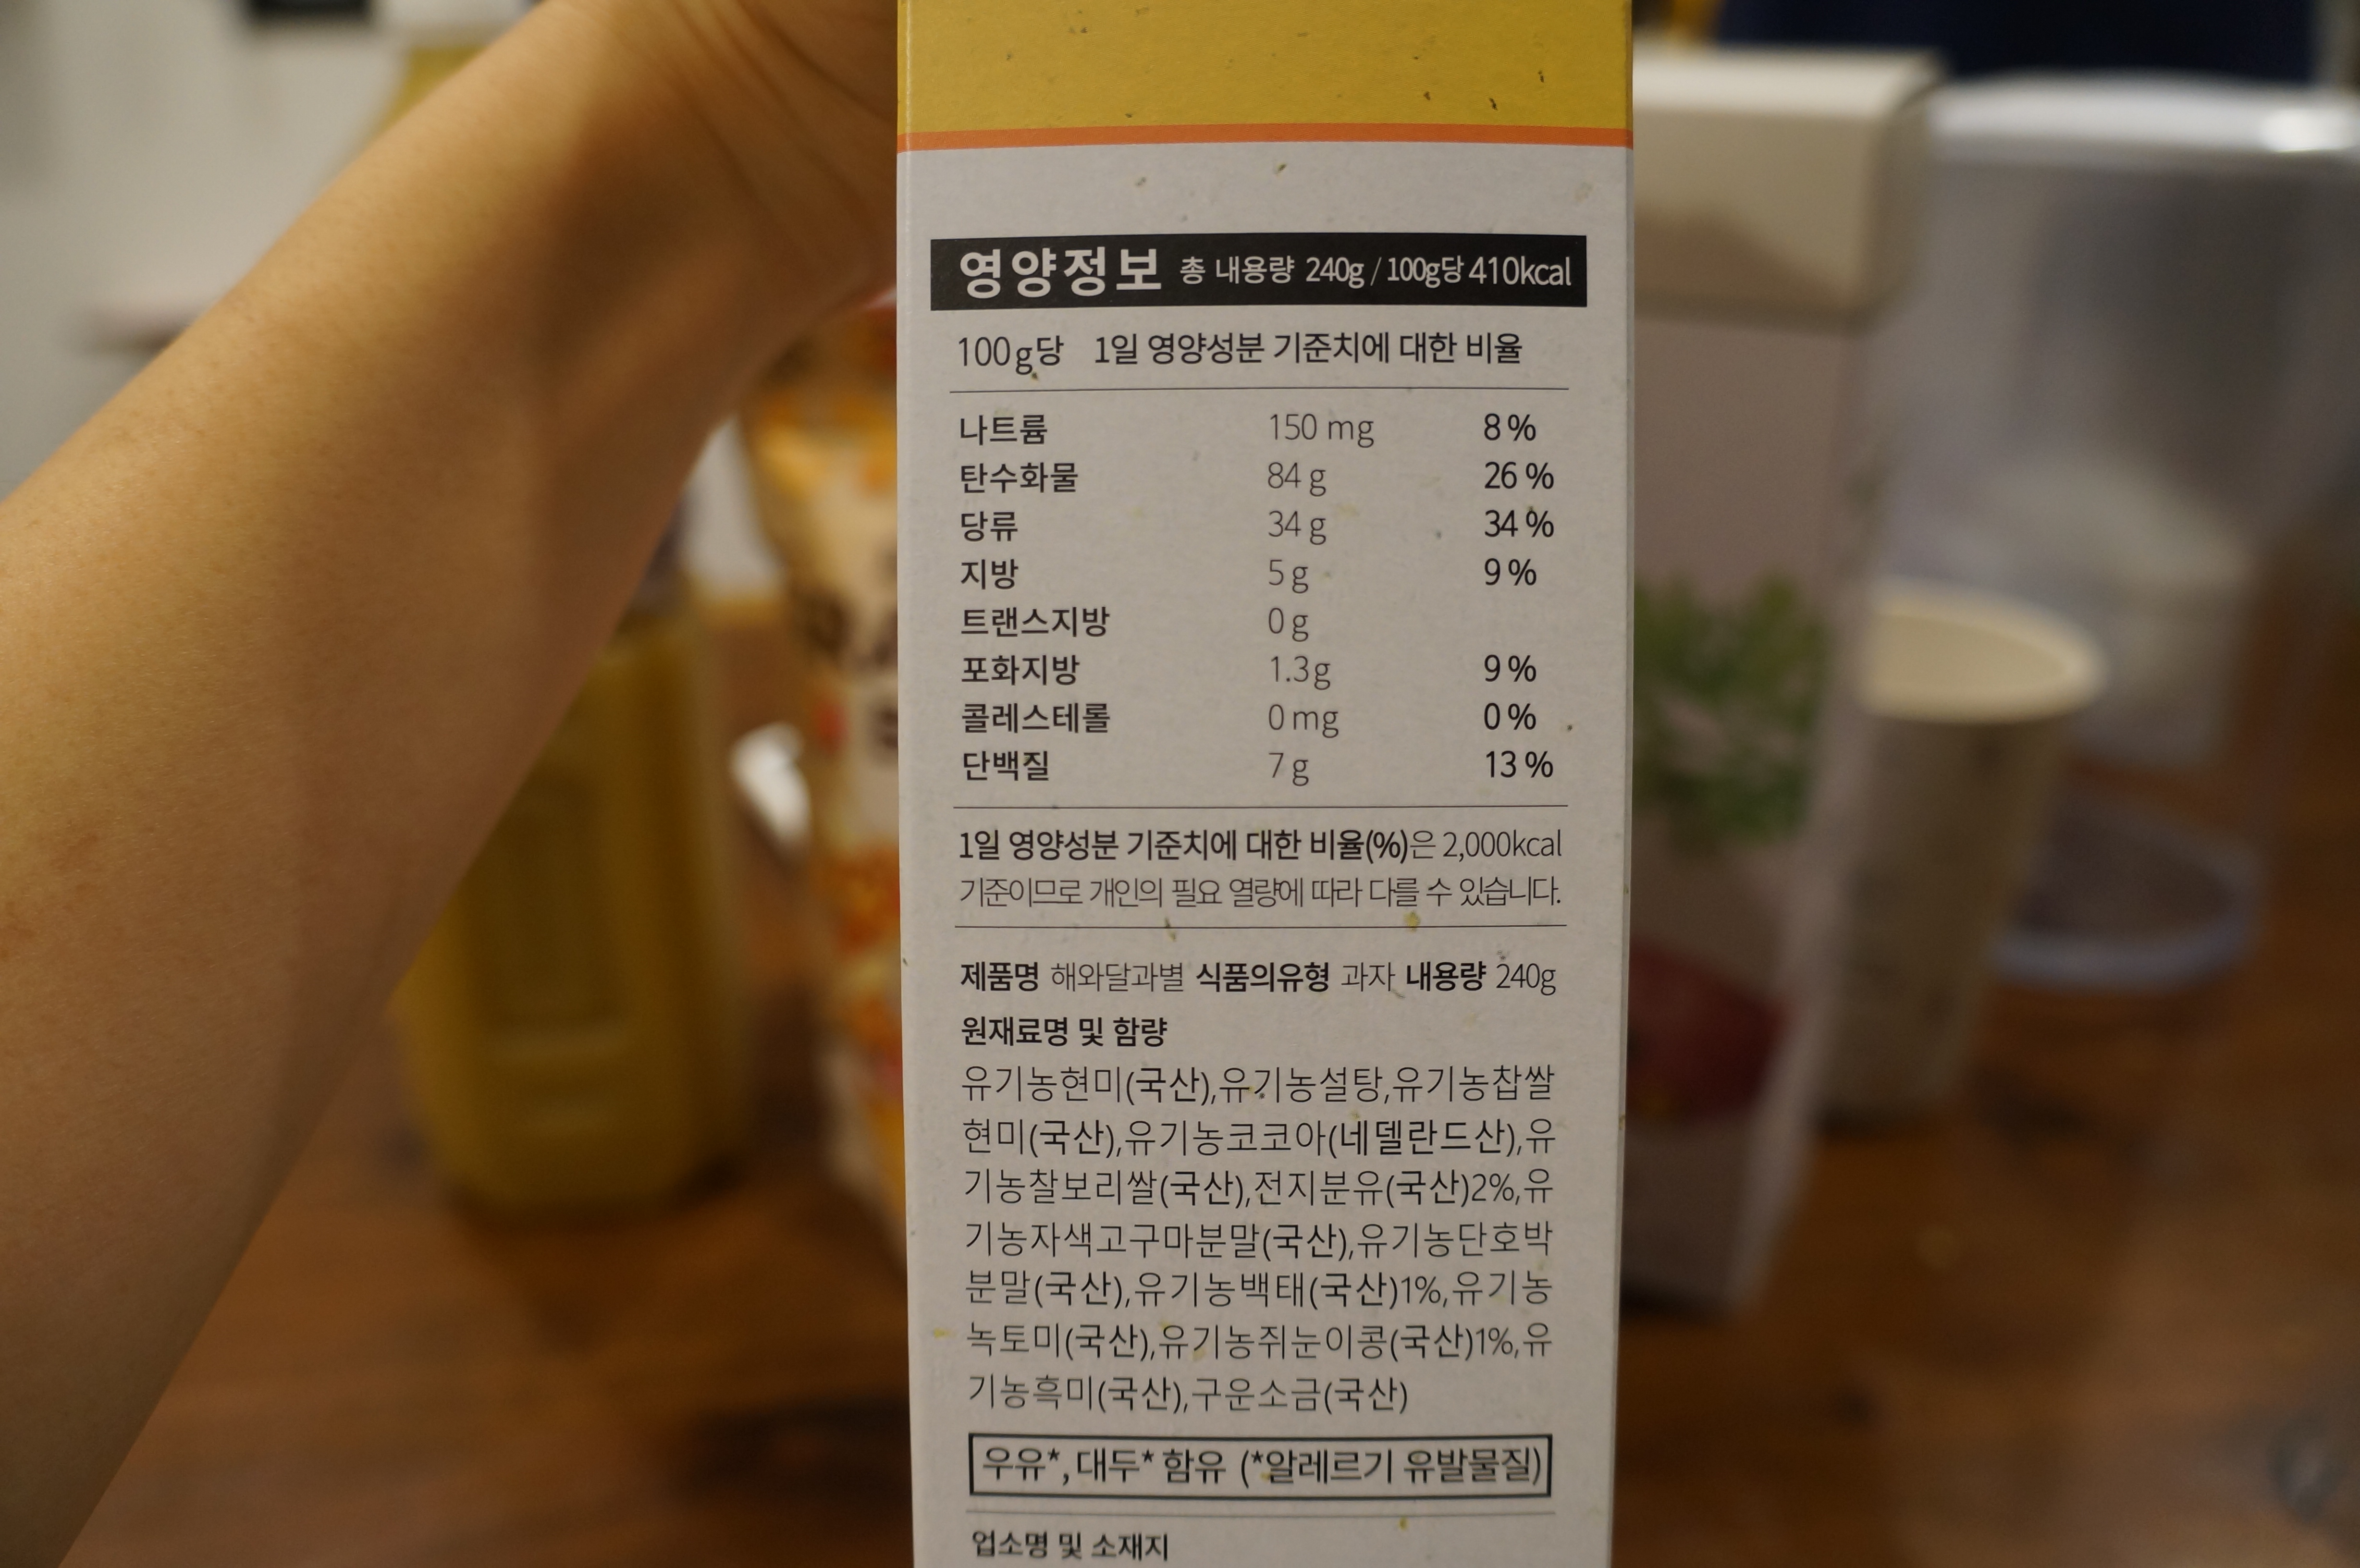 영양정보 총 내용량 240g / 100g당 410kcal
100g당 1일 영양성분 기준치에 대한 비율
나트륨 150 mg 8 %
탄수화물 84 g 26 %
당류 34 g 34 %
지방 5 g 9 %
트랜스지방 0 g
포화지방 1.3g 9 %
콜레스테롤 0 mg 0 %
단백질 7 g 13 %
1일 영양성분 기준치에 대한 비율(%)은 2,000kcal
기준이므로 개인의 필요 열량에 따라 다를 수 있습니다.
제품명 해와달과별 식품의유형 과자 내용량 240g
원재료명 및 함량
유기농현미(국산),유기농설탕,유기농찹쌀
현미(국산),유기농코코아(네델란드산),유
기농찰보리쌀(국산),전지분유(국산)2%,유
기농자색고구마분말(국산),유기농단호박
분말(국산),유기농백태(국산)1%,유기농
녹토미(국산),유기농쥐눈이콩(국산)1%,유
기농흑미(국산),구운소금(국산)
우유*, 대두* 함유 (*알레르기 유발물질)
업소명 및 소재지